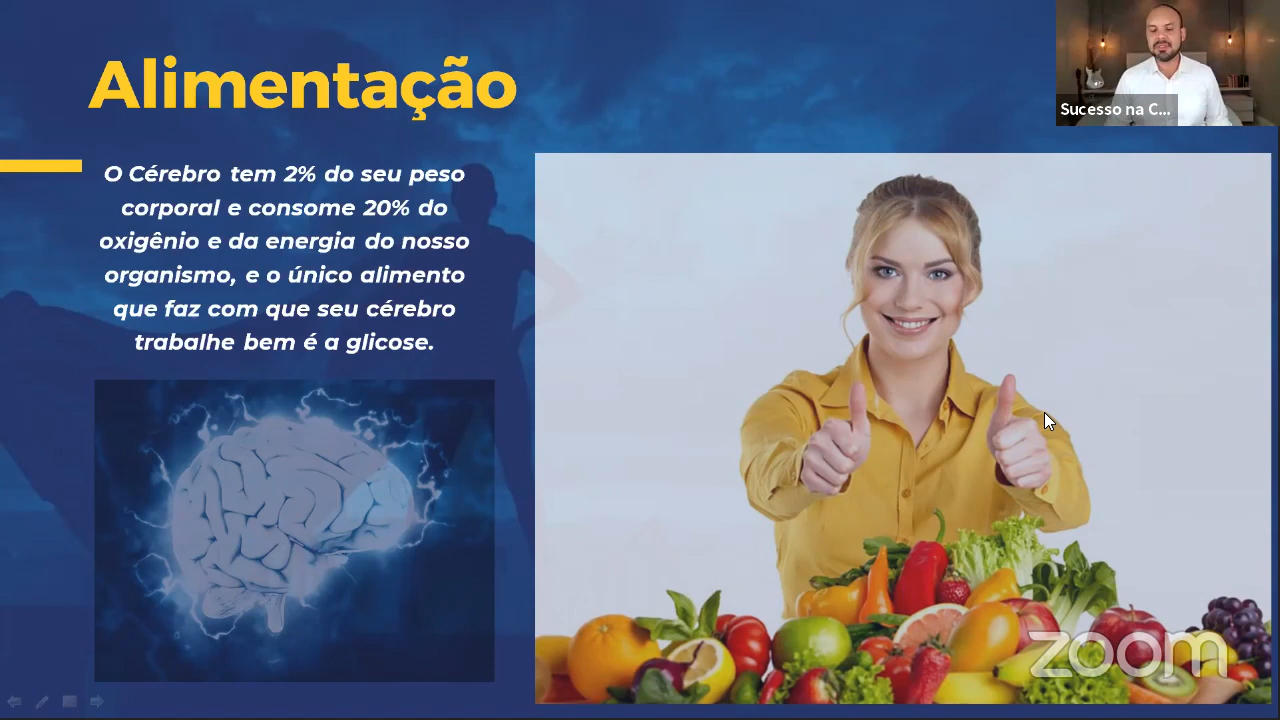 Alimentação
Sucesso na C...
O Cérebro tem 2% do seu peso
corporal e consome 20% do
oxigênio e da energia do nosso
organismo, e o único alimento
que faz com que seu cérebro
trabalhe bem é a glicose.
zoom